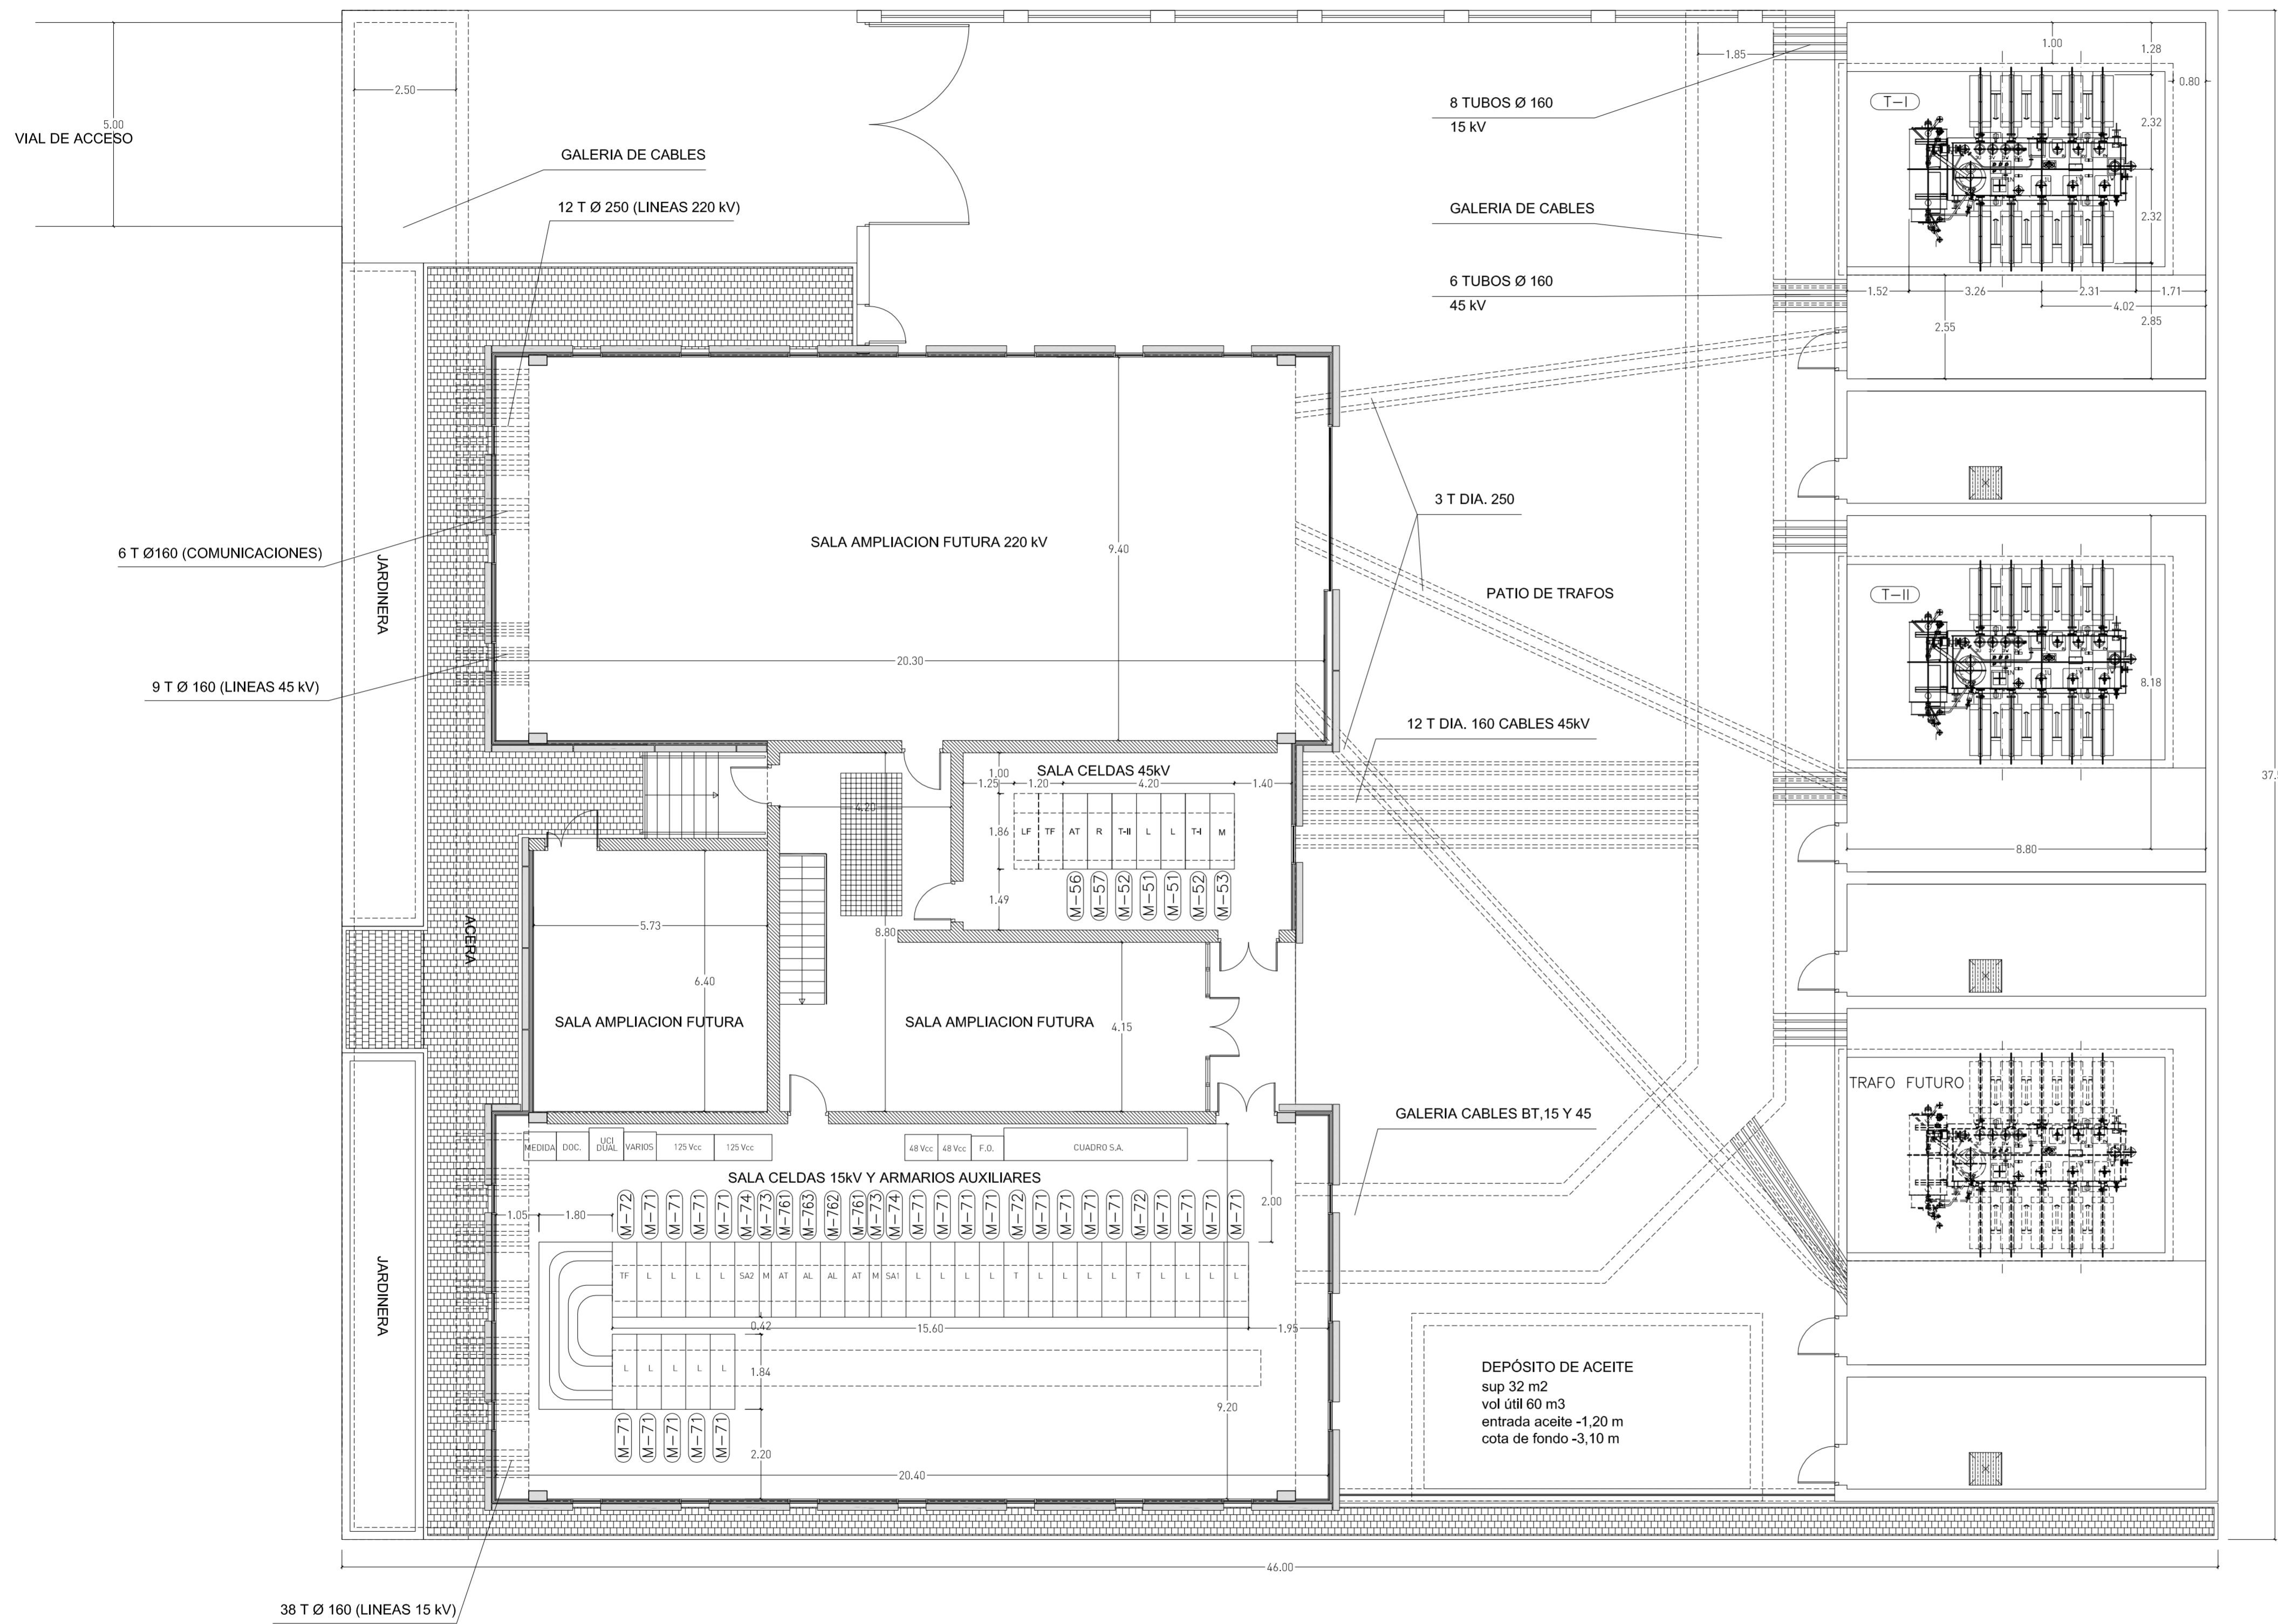 5.00
VIAL DE ACCESO
2.50
GALERIA DE CABLES
12 T Ø 250 (LINEAS 220 kV)
1.85
8 TUBOS Ø 160
15 kV
GALERIA DE CABLES
6 TUBOS Ø 160
45 kV
1.00
1.28
0.80
T-I
2.32
2.32
1.52
3.26
2.31
1.71
4.02
2.55
2.85
3 T DIA. 250
6 T Ø160 (COMUNICACIONES)
JARDINERA
SALA AMPLIACION FUTURA 220 kV
9.40
PATIO DE TRAFOS
T-II
8.18
20.30
9 T Ø 160 (LINEAS 45 kV)
12 T DIA. 160 CABLES 45kV
SALA CELDAS 45kV
1.00
1.25
1.20
4.20
1.40
4.20
1.86
LF TF AT R T-II L L T-I M
M-56 M-57 M-52 M-51 M-51 M-52 M-53
1.49
8.80
8.80
ACERA
5.73
6.40
SALA AMPLIACION FUTURA
SALA AMPLIACION FUTURA
4.15
TRAFO FUTURO
GALERIA CABLES BT,15 Y 45
MEDIDA DOC. UCI DUAL VARIOS 125 Vcc 125 Vcc 48 Vcc 48 Vcc F.O. CUADRO S.A.
SALA CELDAS 15kV Y ARMARIOS AUXILIARES
2.00
1.05
1.80
M-72 M-71 M-71 M-71 M-71 M-74 M-73 M-761 M-763 M-762 M-761 M-73 M-74 M-71 M-71 M-71 M-71 M-72 M-71 M-71 M-71 M-71 M-72 M-71 M-71 M-71 M-71
TF L L L L SA2 M AT AL AL AT M SA1 L L L L T L L L L T L L L L
0.42
15.60
1.95
JARDINERA
L L L L L
1.84
M-71 M-71 M-71 M-71 M-71
2.20
9.20
20.40
DEPÓSITO DE ACEITE
sup 32 m2
vol útil 60 m3
entrada aceite -1,20 m
cota de fondo -3,10 m
46.00
38 T Ø 160 (LINEAS 15 kV)